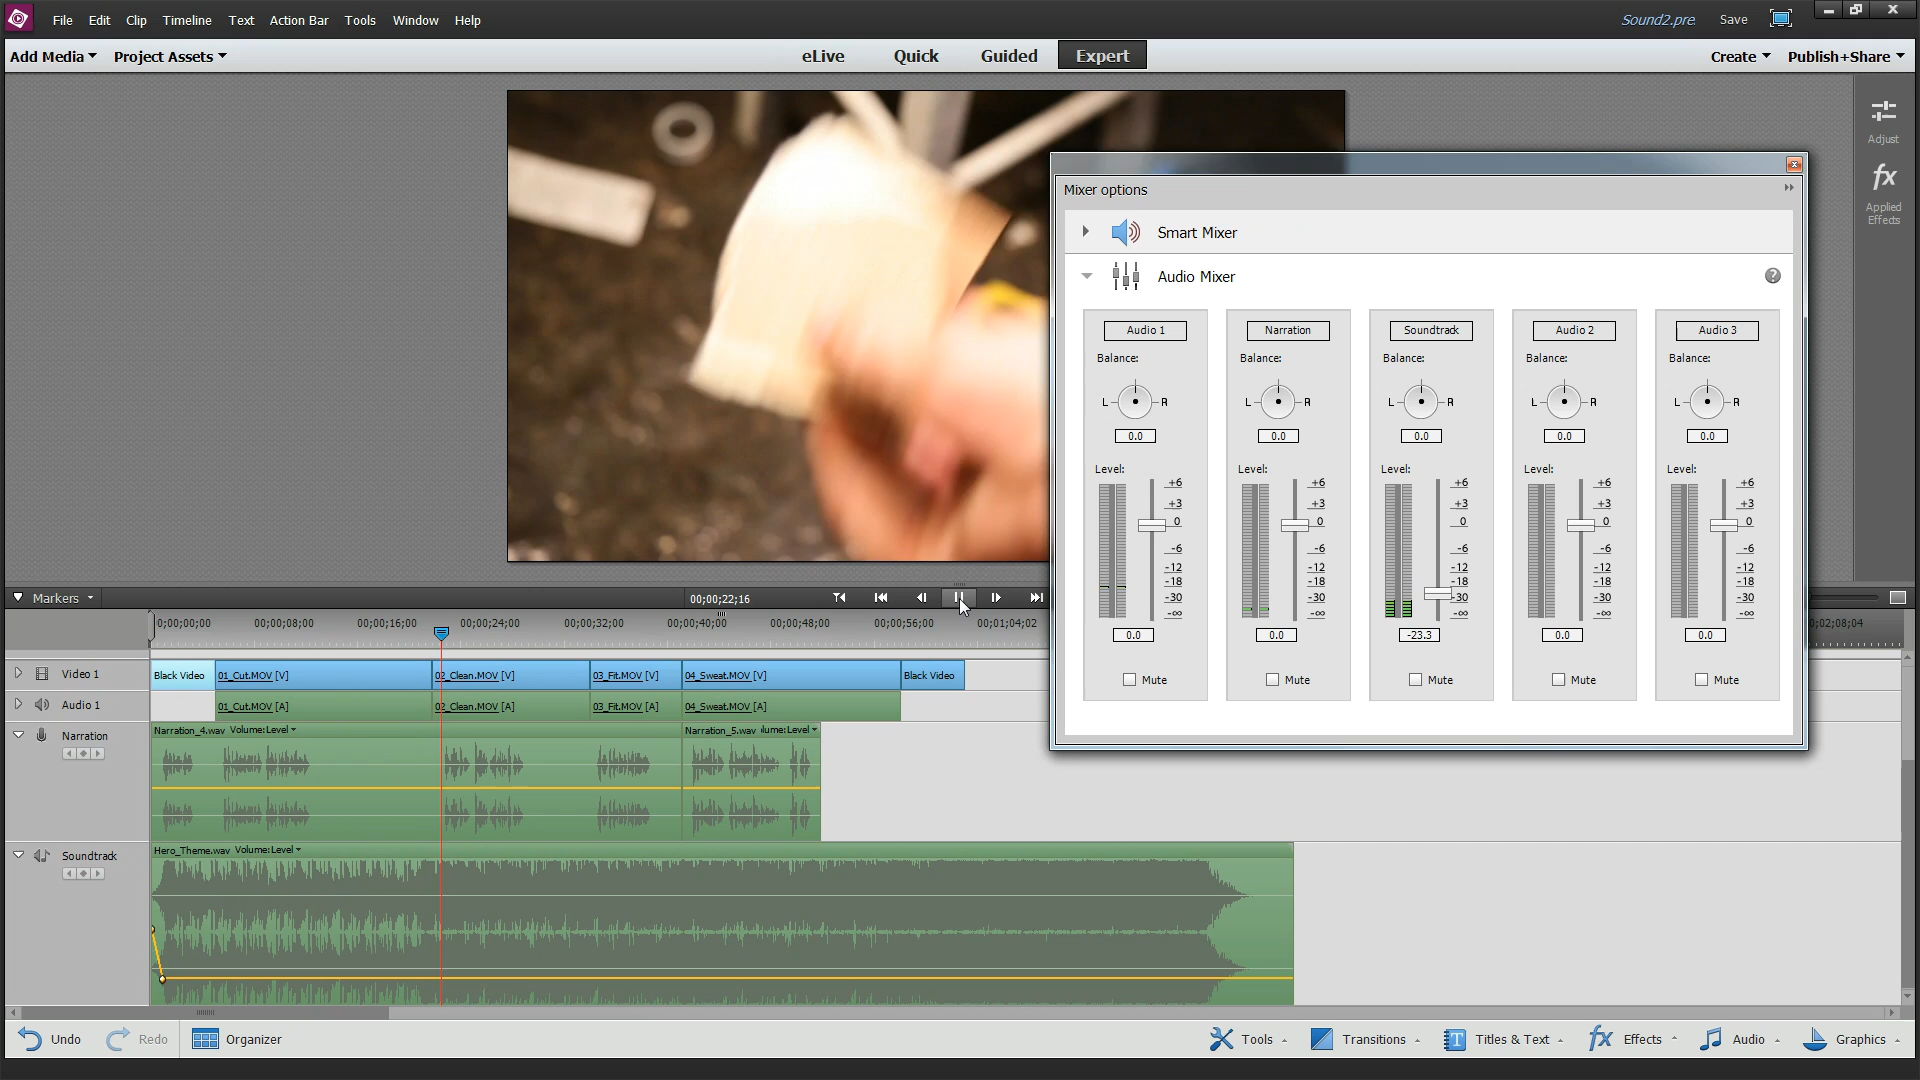 File Edit Clip Timeline Text Action Bar Tools Window Help Sound2.pre Save
Add Media Project Assets eLive Quick Guided Expert Create Publish+Share
Adjust
fx
Applied
Effects
Mixer options
Smart Mixer
Audio Mixer
Audio 1 Narration Soundtrack Audio 2 Audio 3
Balance: Balance: Balance: Balance: Balance:
L R L R L R L R L R
0.0 0.0 0.0 0.0 0.0
Level: Level: Level: Level: Level:
+6 +6 +6 +6 +6
+3 +3 +3 +3 +3
0 0 0 0 0
-6 -6 -6 -6 -6
-12 -12 -12 -12 -12
-18 -18 -18 -18 -18
-30 -30 -30 -30 -30
-∞ -∞ -∞ -∞ -∞
0.0 0.0 -23.3 0.0 0.0
Mute Mute Mute Mute Mute
Markers 00;00;22;16
0;00;00;00 00;00;08;00 00;00;16;00 00;00;24;00 00;00;32;00 00;00;40;00 00;00;48;00 00;00;56;00 00;01;04;02 0;02;08;04
Video 1 Black Video 01_Cut.MOV [V] 02_Clean.MOV [V] 03_Fit.MOV [V] 04_Sweat.MOV [V] Black Video
Audio 1 01_Cut.MOV [A] 02_Clean.MOV [A] 03_Fit.MOV [A] 04_Sweat.MOV [A]
Narration Narration_4.wav Volume:Level Narration_5.wav lume:Level
Soundtrack Hero_Theme.wav Volume:Level
Undo Redo Organizer Tools Transitions T Titles & Text fx Effects Audio Graphics